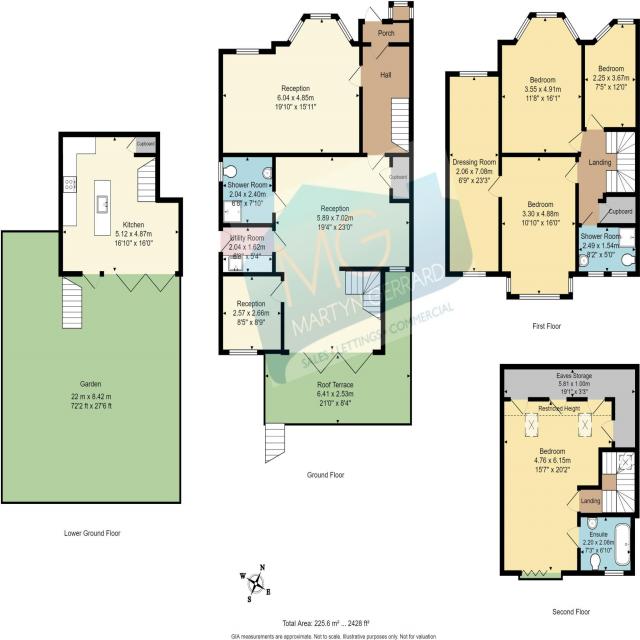 Cupboard
Kitchen
5.12 x 4.87m
16'10" x 16'0"
Garden
22 m x 8.42 m
72'2 ft x 27'6 ft
Lower Ground Floor
Porch
Hall
Reception
6.04 x 4.85m
19'10" x 15'11"
Shower Room
2.04 x 2.40m
6'8" x 7'10"
Cupboard
Reception
5.89 x 7.02m
19'4" x 23'0"
Utility Room
2.04 x 1.62m
6'8" x 5'4"
Reception
2.57 x 2.66m
8'5" x 8'9"
Roof Terrace
6.41 x 2.53m
21'0" x 8'4"
Ground Floor
MG
MARTYN GERRARD
SALES | LETTINGS | COMMERCIAL
Bedroom
2.25 x 3.67m
7'5" x 12'0"
Bedroom
3.55 x 4.91m
11'8" x 16'1"
Dressing Room
2.06 x 7.08m
6'9" x 23'3"
Landing
Bedroom
3.30 x 4.88m
10'10" x 16'0"
Cupboard
Shower Room
2.49 x 1.54m
8'2" x 5'0"
First Floor
Eaves Storage
5.81 x 1.00m
19'1" x 3'3"
Restricted Height
Bedroom
4.76 x 6.15m
15'7" x 20'2"
Landing
Ensuite
2.20 x 2.08m
7'3" x 6'10"
Second Floor
N
W
E
S
Total Area: 225.6 m² ... 2428 ft²
GIA measurements are approximate. Not to scale. Illustrative purposes only. Not for valuation